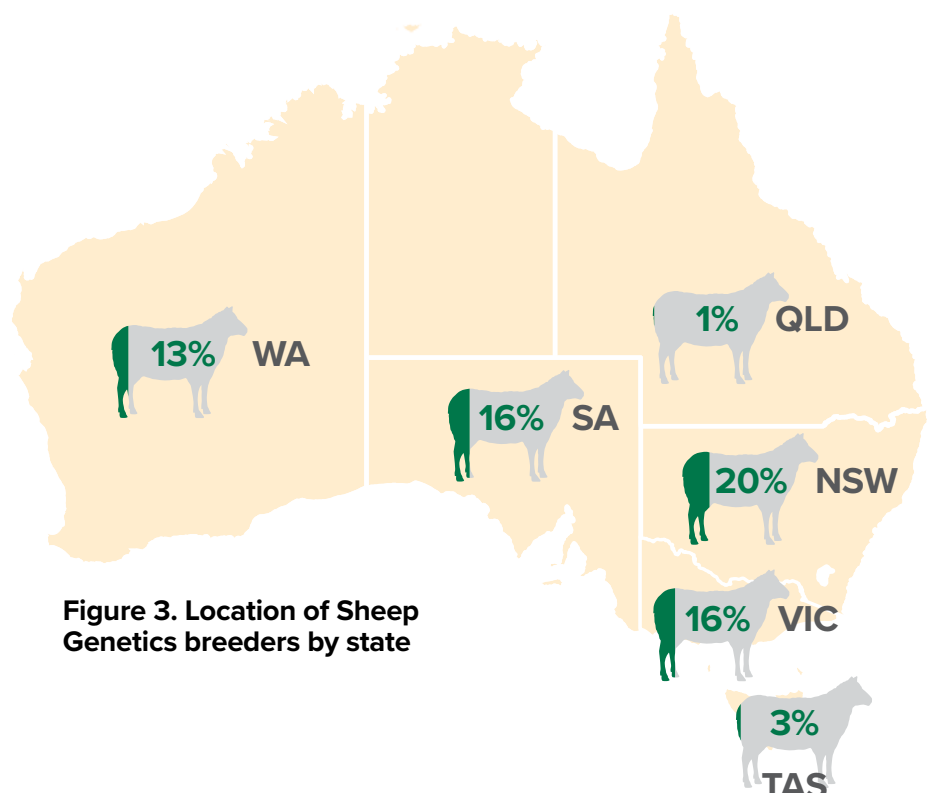 1% QLD
13% WA
16% SA
20% NSW
16% VIC
3%
TAS
Figure 3. Location of Sheep
Genetics breeders by state